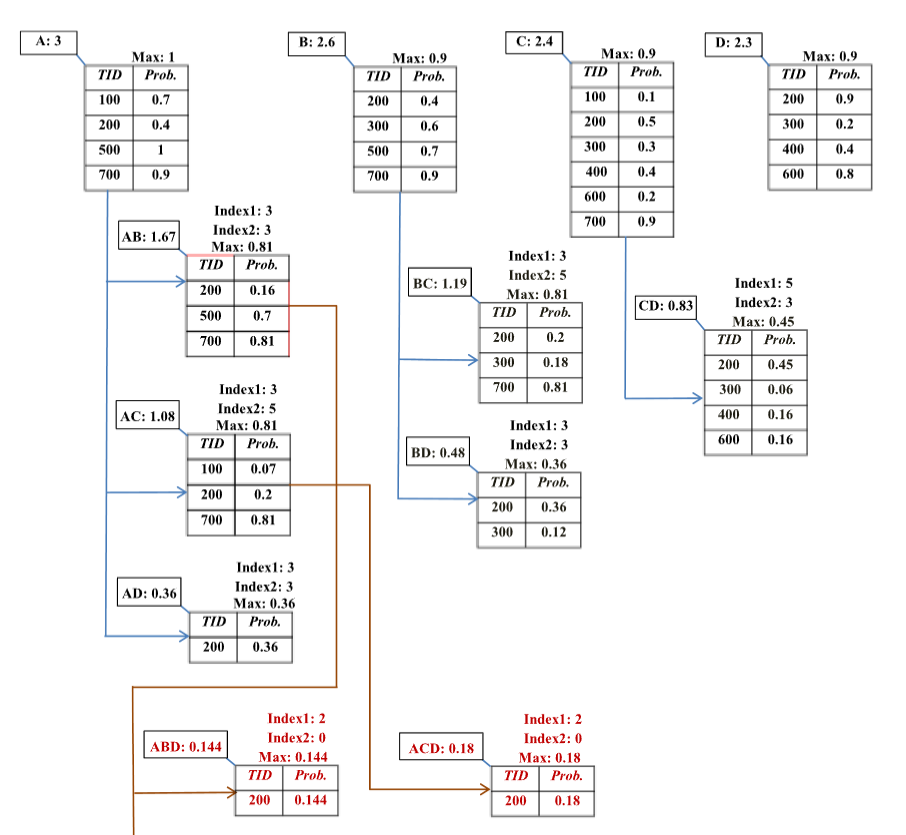 A: 3
Max: 1
TID Prob.
100 0.7
200 0.4
500 1
700 0.9
B: 2.6
Max: 0.9
TID Prob.
200 0.4
300 0.6
500 0.7
700 0.9
C: 2.4
Max: 0.9
TID Prob.
100 0.1
200 0.5
300 0.3
400 0.4
600 0.2
700 0.9
D: 2.3
Max: 0.9
TID Prob.
200 0.9
300 0.2
400 0.4
600 0.8
AB: 1.67
Index1: 3
Index2: 3
Max: 0.81
TID Prob.
200 0.16
500 0.7
700 0.81
BC: 1.19
Index1: 3
Index2: 5
Max: 0.81
TID Prob.
200 0.2
300 0.18
700 0.81
CD: 0.83
Index1: 5
Index2: 3
Max: 0.45
TID Prob.
200 0.45
300 0.06
400 0.16
600 0.16
AC: 1.08
Index1: 3
Index2: 5
Max: 0.81
TID Prob.
100 0.07
200 0.2
700 0.81
BD: 0.48
Index1: 3
Index2: 3
Max: 0.36
TID Prob.
200 0.36
300 0.12
AD: 0.36
Index1: 3
Index2: 3
Max: 0.36
TID Prob.
200 0.36
ABD: 0.144
Index1: 2
Index2: 0
Max: 0.144
TID Prob.
200 0.144
ACD: 0.18
Index1: 2
Index2: 0
Max: 0.18
TID Prob.
200 0.18